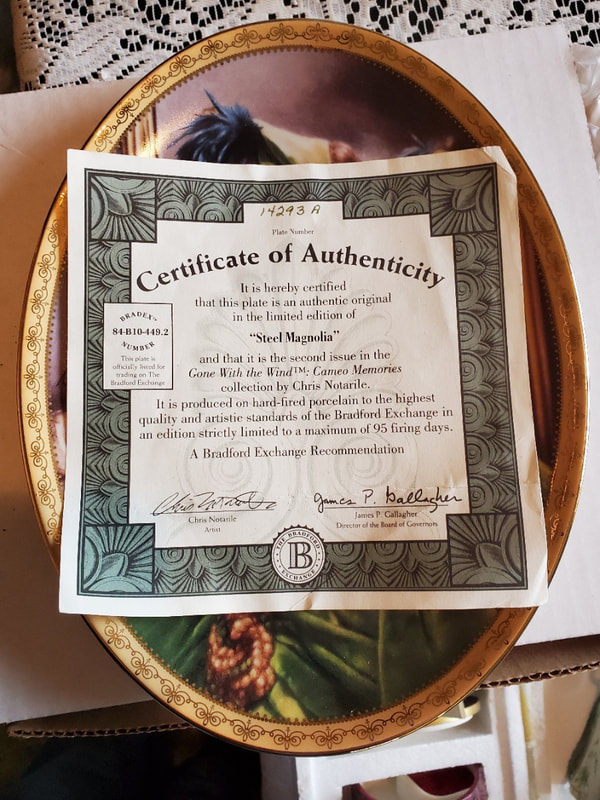 14293 A
Plate Number
Certificate of Authenticity
It is hereby certified
that this plate is an authentic original
in the limited edition of
"Steel Magnolia"
and that it is the second issue in the
Gone With the Wind™: Cameo Memories
collection by Chris Notarile.
It is produced on hard-fired porcelain to the highest
quality and artistic standards of the Bradford Exchange in
an edition strictly limited to a maximum of 95 firing days.
A Bradford Exchange Recommendation
BRADEX™
84-B10-449.2
NUMBER
This plate is
officially listed for
trading on The
Bradford Exchange
Chris Notarile
Chris Notarile
Artist
James P. Gallagher
James P. Gallagher
Director of the Board of Governors
THE BRADFORD
B
EXCHANGE